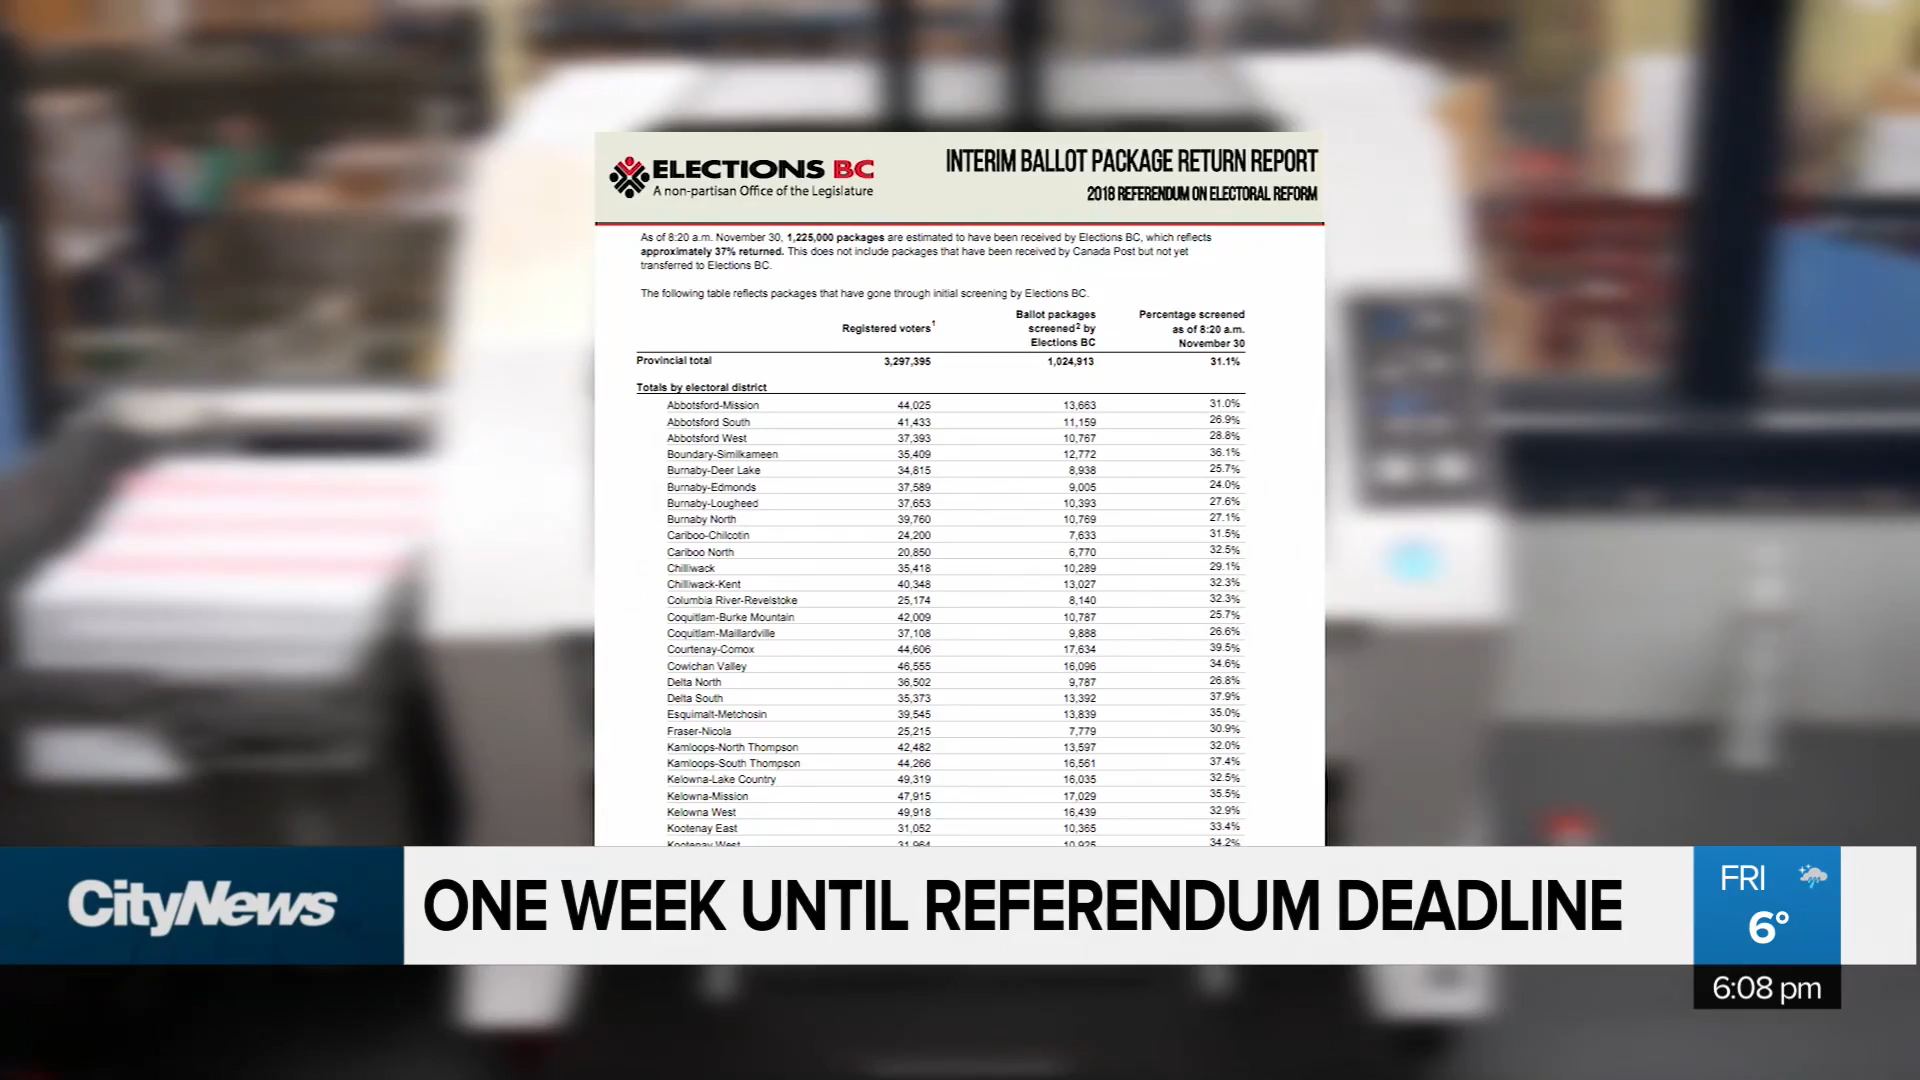 ELECTIONS BC
A non-partisan Office of the Legislature
INTERIM BALLOT PACKAGE RETURN REPORT
2018 REFERENDUM ON ELECTORAL REFORM
As of 8:20 a.m. November 30, 1,225,000 packages are estimated to have been received by Elections BC, which reflects
approximately 37% returned. This does not include packages that have been received by Canada Post but not yet
transferred to Elections BC.
The following table reflects packages that have gone through initial screening by Elections BC.
Registered voters1
Ballot packages
screened2 by
Elections BC
Percentage screened
as of 8:20 a.m.
November 30
Provincial total 3,297,395 1,024,913 31.1%
Totals by electoral district
Abbotsford-Mission 44,025 13,663 31.0%
Abbotsford South 41,433 11,159 26.9%
Abbotsford West 37,393 10,767 28.8%
Boundary-Similkameen 35,409 12,772 36.1%
Burnaby-Deer Lake 34,815 8,938 25.7%
Burnaby-Edmonds 37,589 9,005 24.0%
Burnaby-Lougheed 37,653 10,393 27.6%
Burnaby North 39,760 10,769 27.1%
Cariboo-Chilcotin 24,200 7,633 31.5%
Cariboo North 20,850 6,770 32.5%
Chilliwack 35,418 10,289 29.1%
Chilliwack-Kent 40,348 13,027 32.3%
Columbia River-Revelstoke 25,174 8,140 32.3%
Coquitlam-Burke Mountain 42,009 10,787 25.7%
Coquitlam-Maillardville 37,108 9,888 26.6%
Courtenay-Comox 44,606 17,634 39.5%
Cowichan Valley 46,555 16,096 34.6%
Delta North 36,502 9,787 26.8%
Delta South 35,373 13,392 37.9%
Esquimalt-Metchosin 39,545 13,839 35.0%
Fraser-Nicola 25,215 7,779 30.9%
Kamloops-North Thompson 42,482 13,597 32.0%
Kamloops-South Thompson 44,266 16,561 37.4%
Kelowna-Lake Country 49,319 16,035 32.5%
Kelowna-Mission 47,915 17,029 35.5%
Kelowna West 49,918 16,439 32.9%
Kootenay East 31,052 10,365 33.4%
Kootenay West 31,964 10,925 34.2%
CityNews
ONE WEEK UNTIL REFERENDUM DEADLINE
FRI
6°
6:08 pm